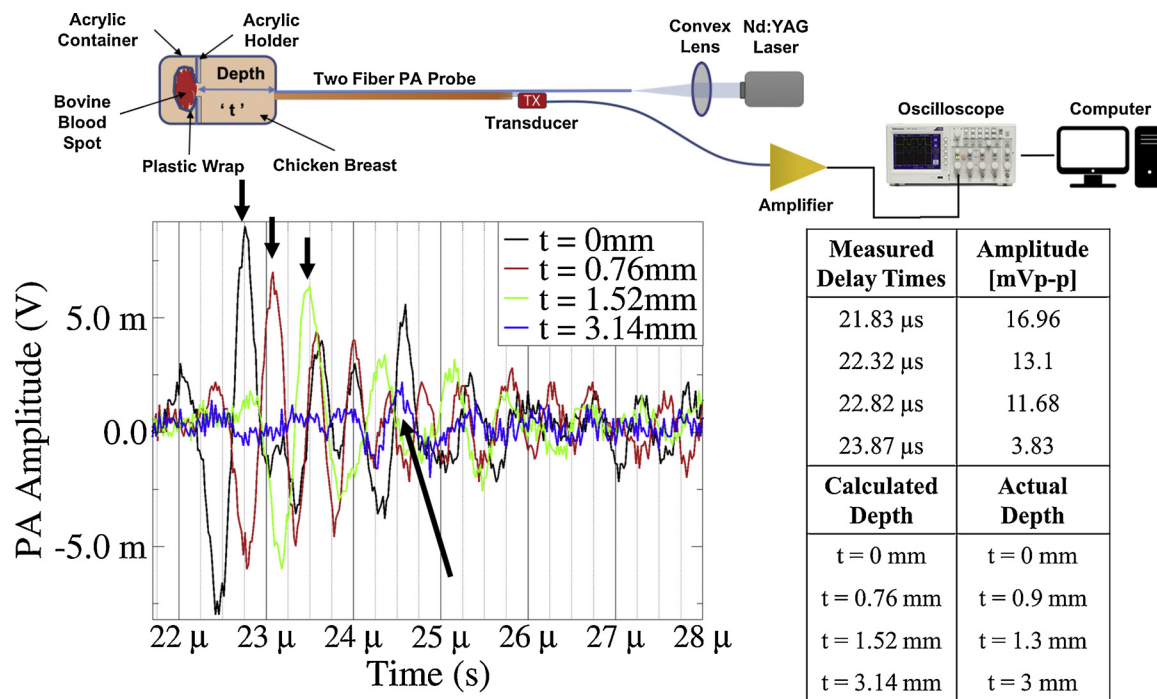 Acrylic
Container
Acrylic
Holder
Convex
Lens
Nd:YAG
Laser
Depth
Two Fiber PA Probe
't'
TX
Transducer
Bovine
Blood
Spot
Plastic Wrap
Chicken Breast
Oscilloscope
Computer
Amplifier
t = 0mm
t = 0.76mm
t = 1.52mm
t = 3.14mm
PA Amplitude (V)
5.0 m
0.0
-5.0 m
22 μ 23 μ 24 μ 25 μ 26 μ 27 μ 28 μ
Time (s)
Measured
Delay Times
Amplitude
[mVp-p]
21.83 μs 16.96
22.32 μs 13.1
22.82 μs 11.68
23.87 μs 3.83
Calculated
Depth
Actual
Depth
t = 0 mm t = 0 mm
t = 0.76 mm t = 0.9 mm
t = 1.52 mm t = 1.3 mm
t = 3.14 mm t = 3 mm